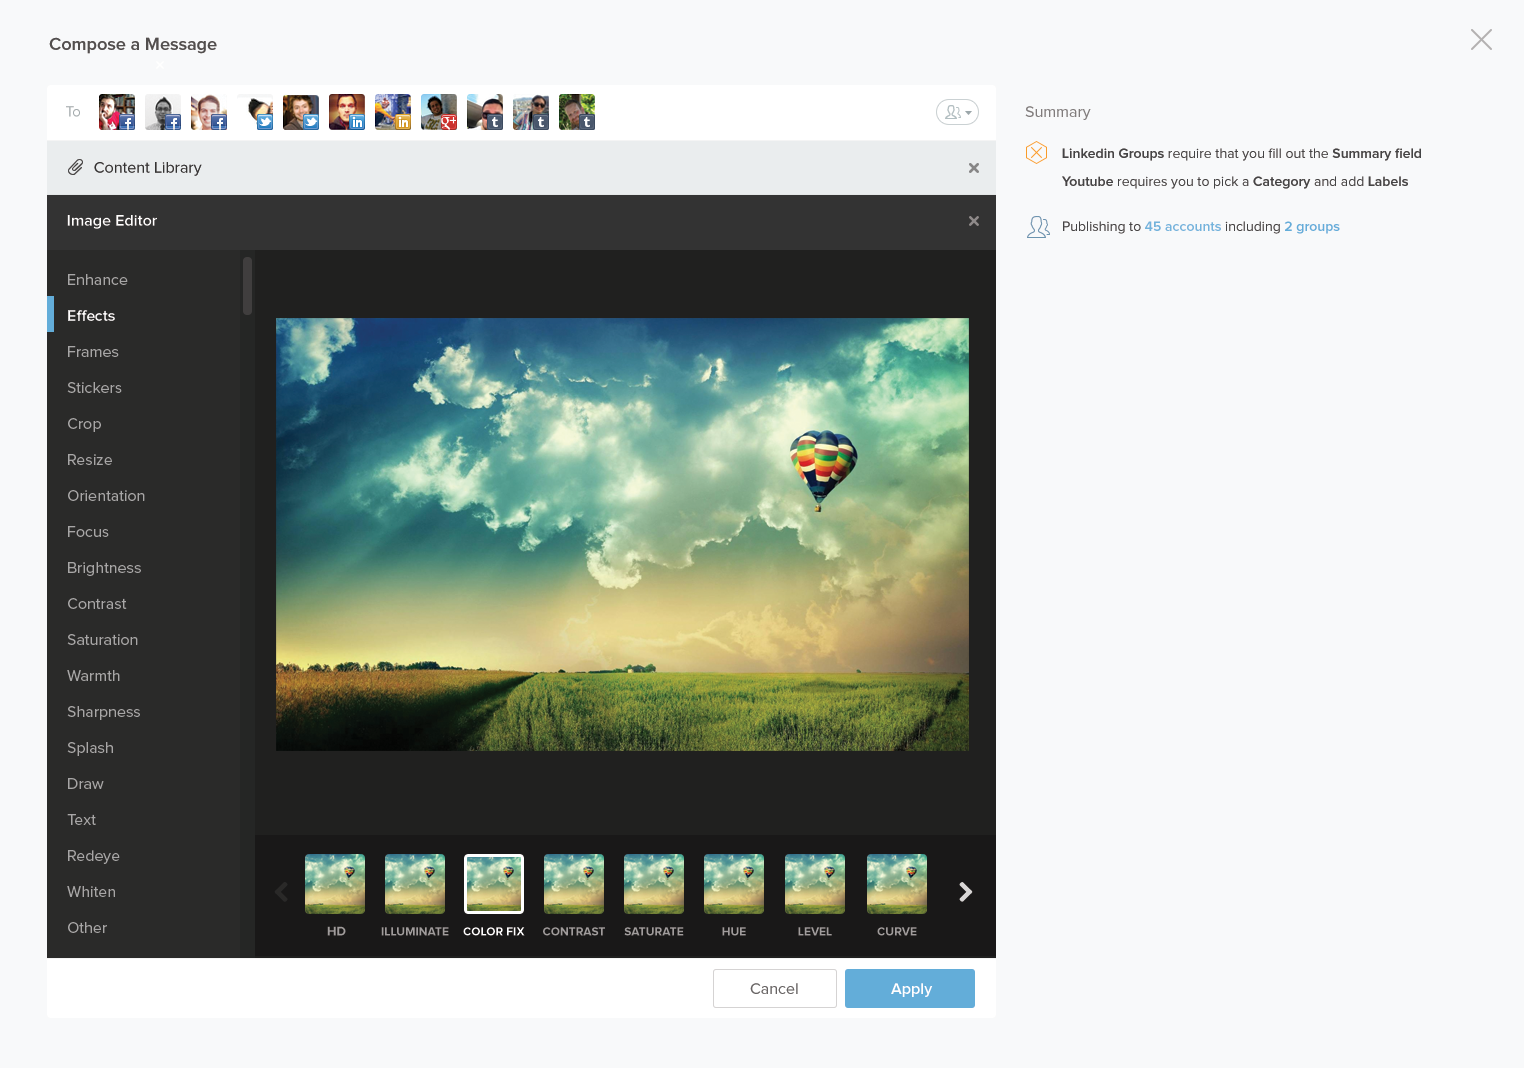 Compose a Message
To
Content Library
Image Editor
Enhance
Effects
Frames
Stickers
Crop
Resize
Orientation
Focus
Brightness
Contrast
Saturation
Warmth
Sharpness
Splash
Draw
Text
Redeye
Whiten
Other
HD
ILLUMINATE
COLOR FIX
CONTRAST
SATURATE
HUE
LEVEL
CURVE
Cancel
Apply
Summary
Linkedin Groups require that you fill out the Summary field
Youtube requires you to pick a Category and add Labels
Publishing to 45 accounts including 2 groups